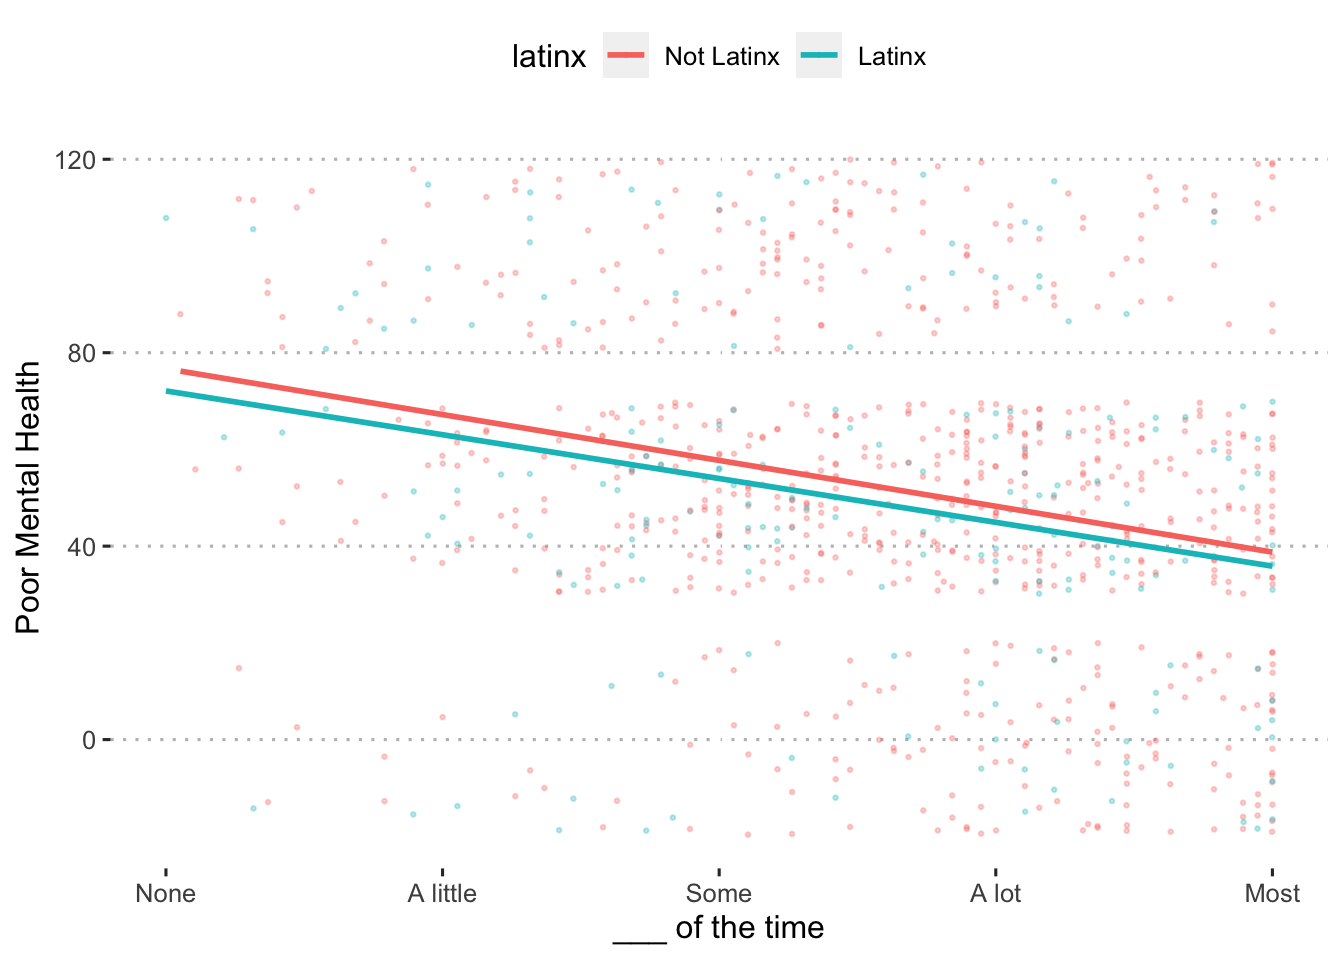 latinx Not Latinx Latinx
120
80
40
0
Poor Mental Health
None A little Some A lot Most
___ of the time